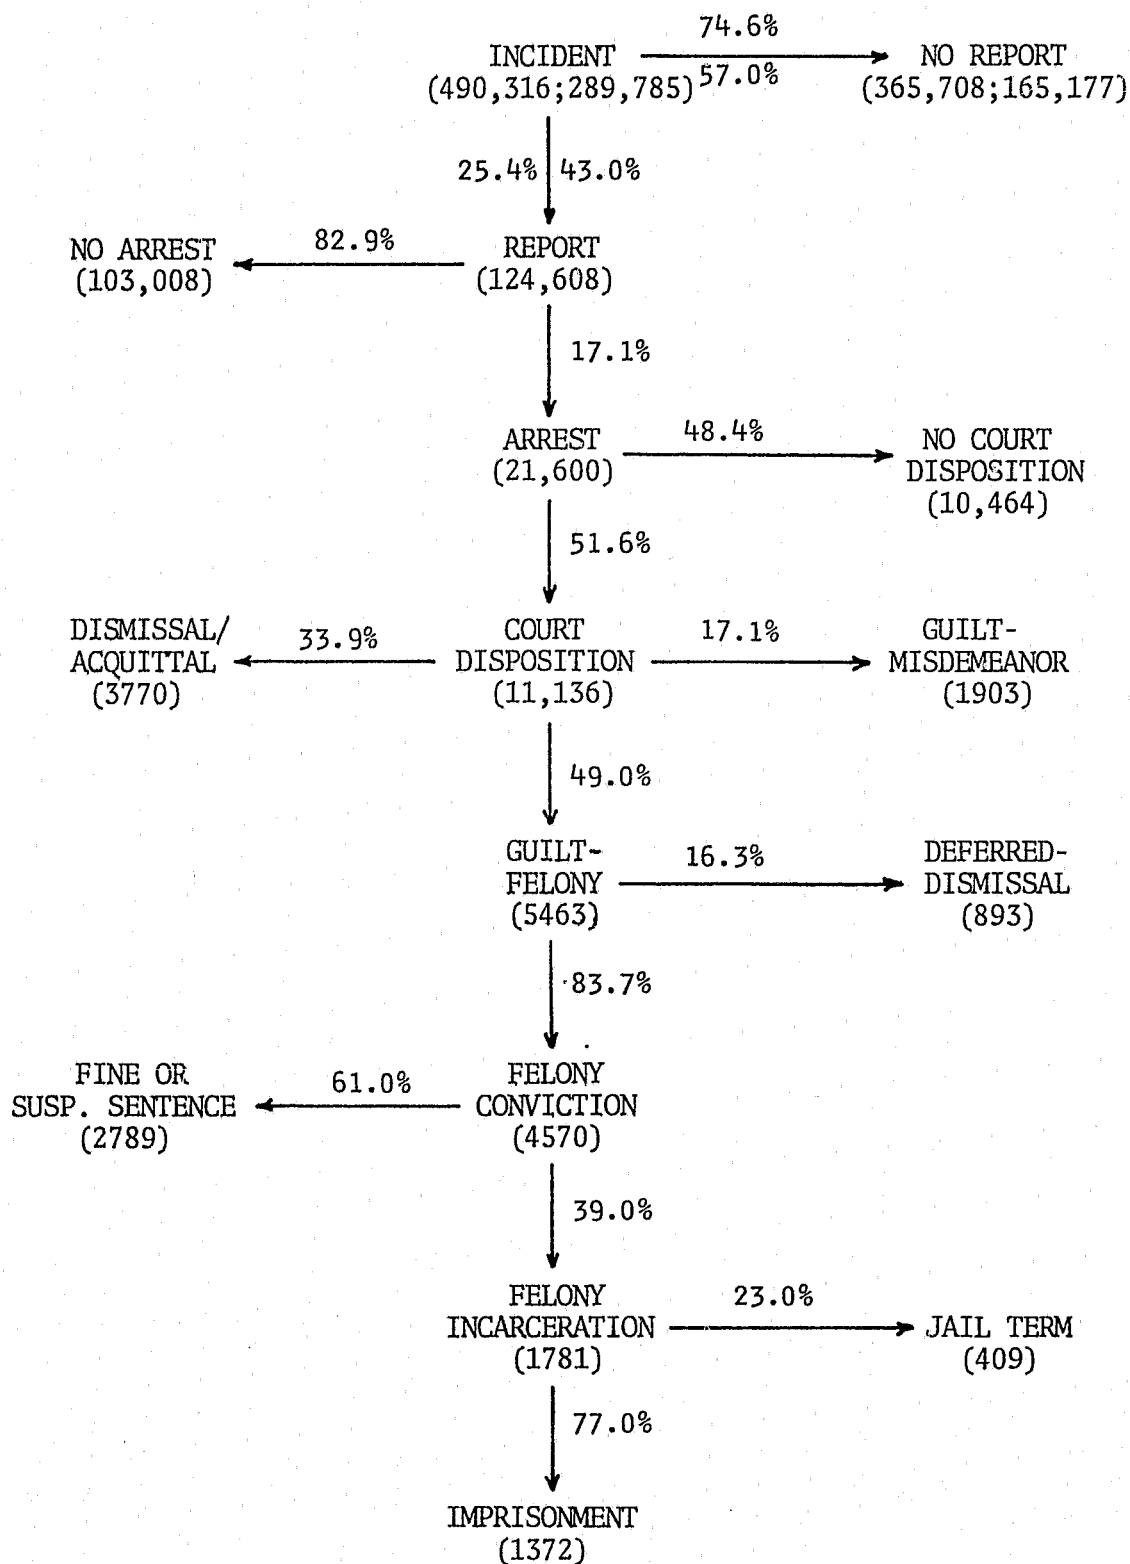 74.6%
INCIDENT
NO REPORT
57.0%
(490,316;289,785)
(365,708;165,177)
25.4%
43.0%
NO ARREST
82.9%
REPORT
(103,008)
(124,608)
17.1%
ARREST
48.4%
NO COURT
(21,600)
DISPOSITION
(10,464)
51.6%
DISMISSAL/
33.9%
COURT
17.1%
GUILT-
ACQUITTAL
DISPOSITION
MISDEMEANOR
(3770)
(11,136)
(1903)
49.0%
GUILT-
16.3%
DEFERRED-
FELONY
DISMISSAL
(5463)
(893)
83.7%
FINE OR
61.0%
FELONY
SUSP. SENTENCE
CONVICTION
(2789)
(4570)
39.0%
FELONY
23.0%
INCARCERATION
JAIL TERM
(1781)
(409)
77.0%
IMPRISONMENT
(1372)